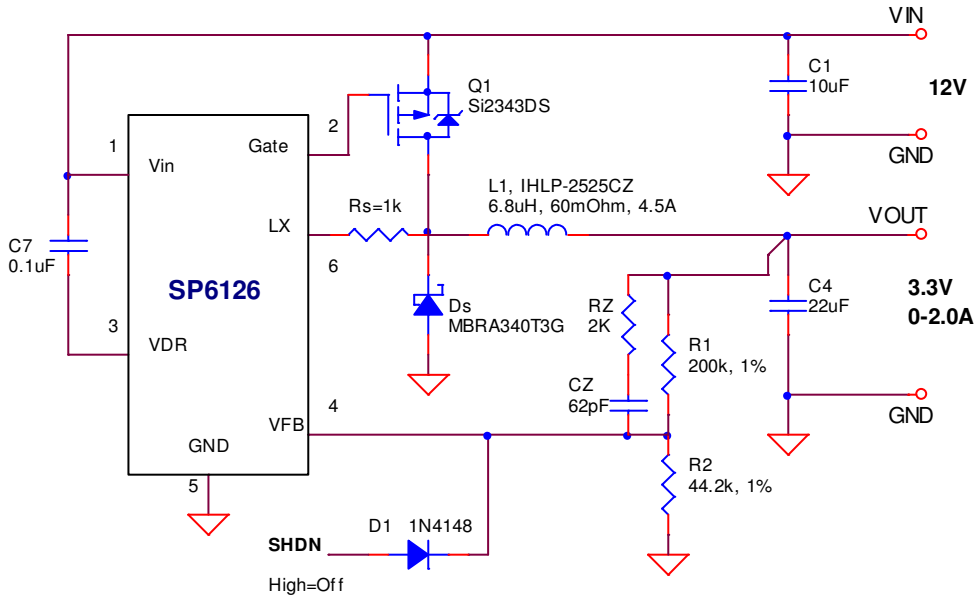 VIN
C1
10uF
12V
GND
Q1
Si2343DS
2
Gate
1
Vin
L1, IHLP-2525CZ
6.8uH, 60mOhm, 4.5A
Rs=1k
LX
6
VOUT
C7
0.1uF
SP6126
Ds
MBRA340T3G
C4
22uF
3.3V
0-2.0A
RZ
2K
R1
200k, 1%
3
VDR
CZ
62pF
4
VFB
GND
GND
5
R2
44.2k, 1%
D1 1N4148
SHDN
High=Off